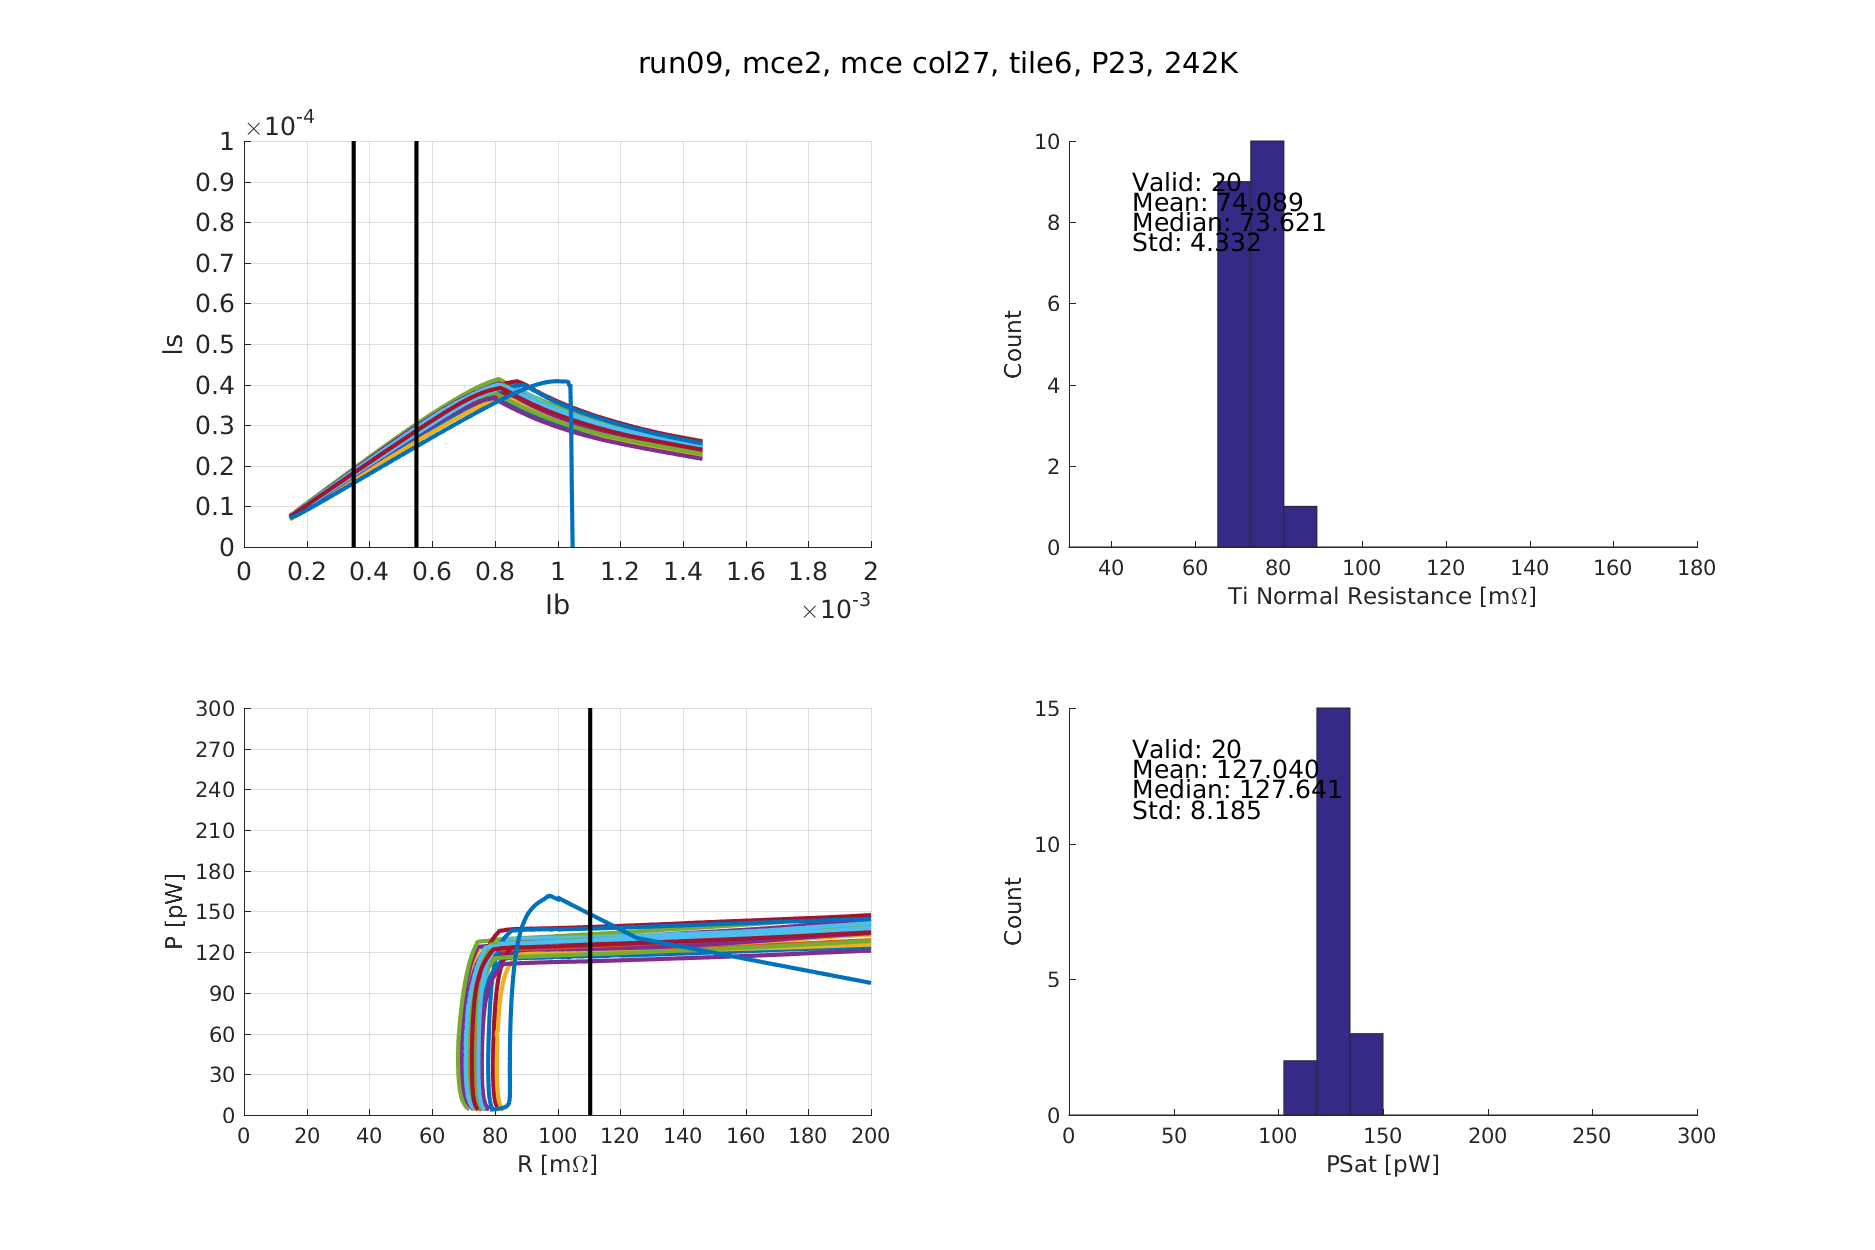 run09, mce2, mce col27, tile6, P23, 242K
×10-4
1
0.9
0.8
0.7
0.6
0.5
0.4
0.3
0.2
0.1
0
Is
0 0.2 0.4 0.6 0.8 1 1.2 1.4 1.6 1.8 2
Ib
×10-3
10
8
6
4
2
0
Count
Valid: 20
Mean: 74.089
Median: 73.621
Std: 4.332
40 60 80 100 120 140 160 180
Ti Normal Resistance [mΩ]
300
270
240
210
180
150
120
90
60
30
0
P [pW]
0 20 40 60 80 100 120 140 160 180 200
R [mΩ]
15
10
5
0
Count
Valid: 20
Mean: 127.040
Median: 127.641
Std: 8.185
0 50 100 150 200 250 300
PSat [pW]